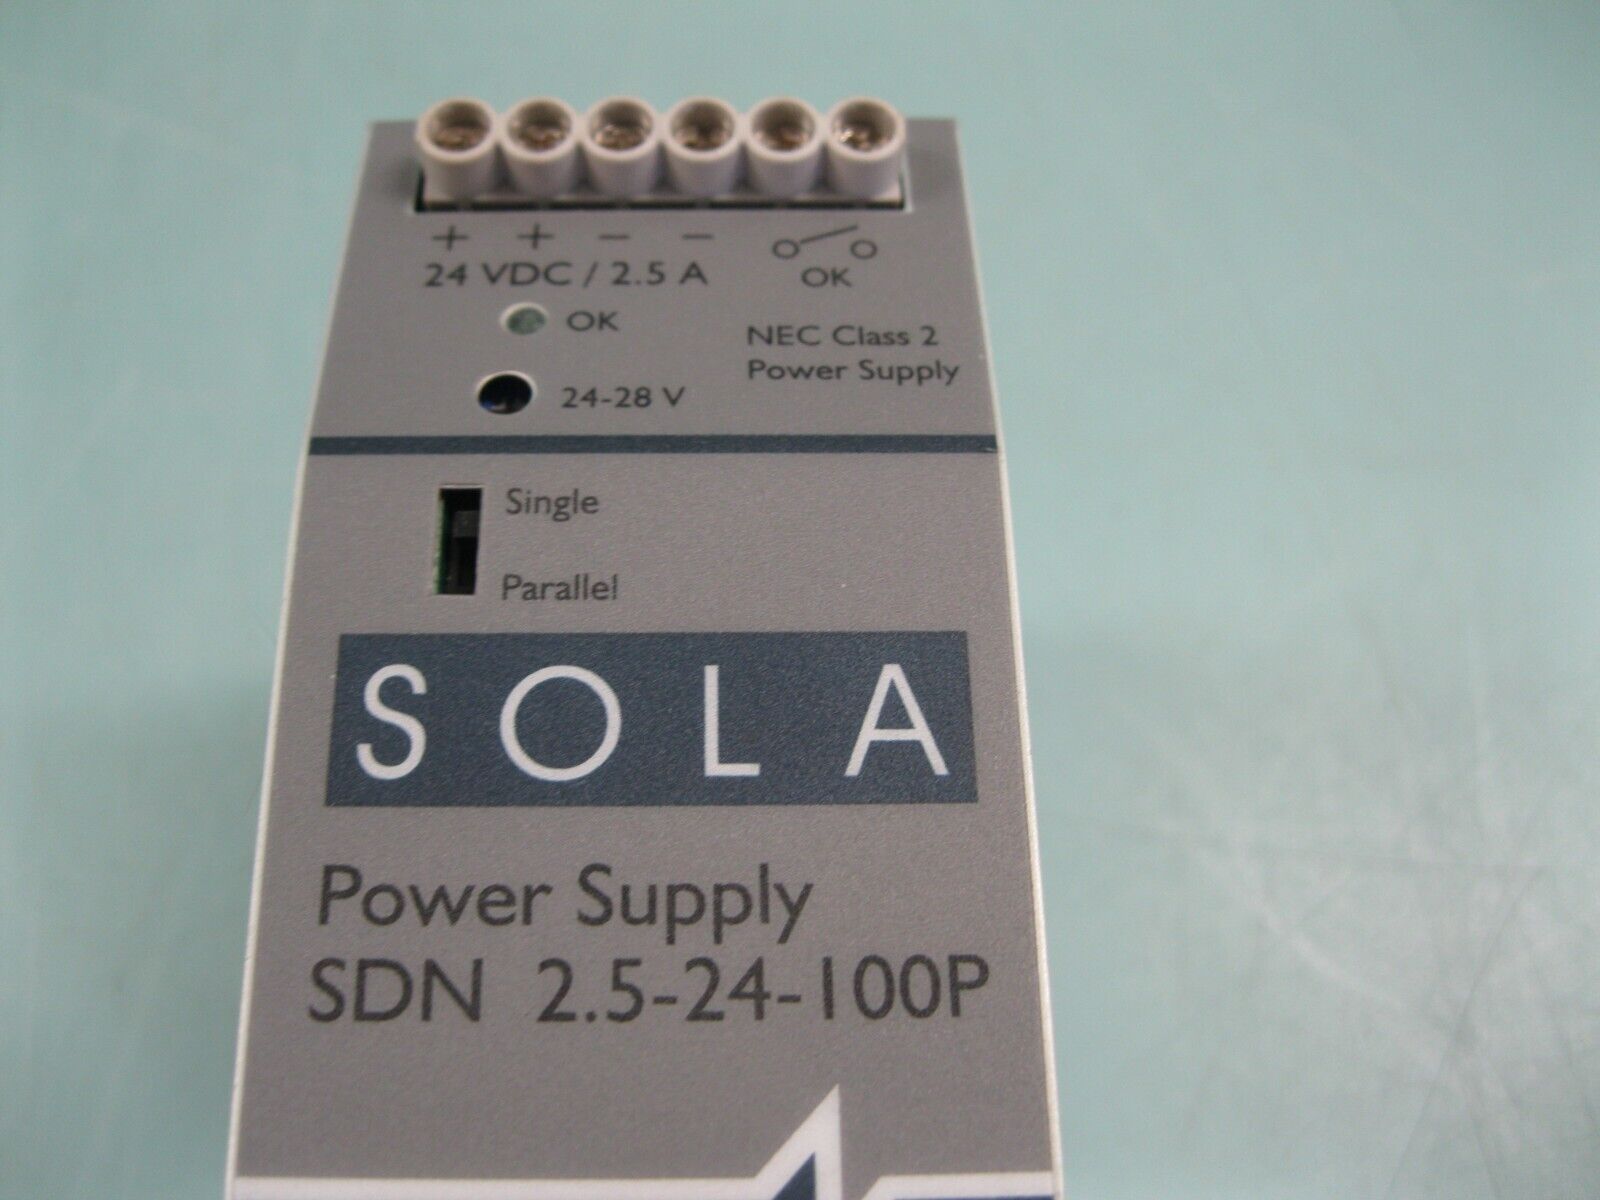 + + − −
24 VDC / 2.5 A
OK
OK
NEC Class 2
Power Supply
24-28 V
Single
Parallel
SOLA
Power Supply
SDN 2.5-24-100P